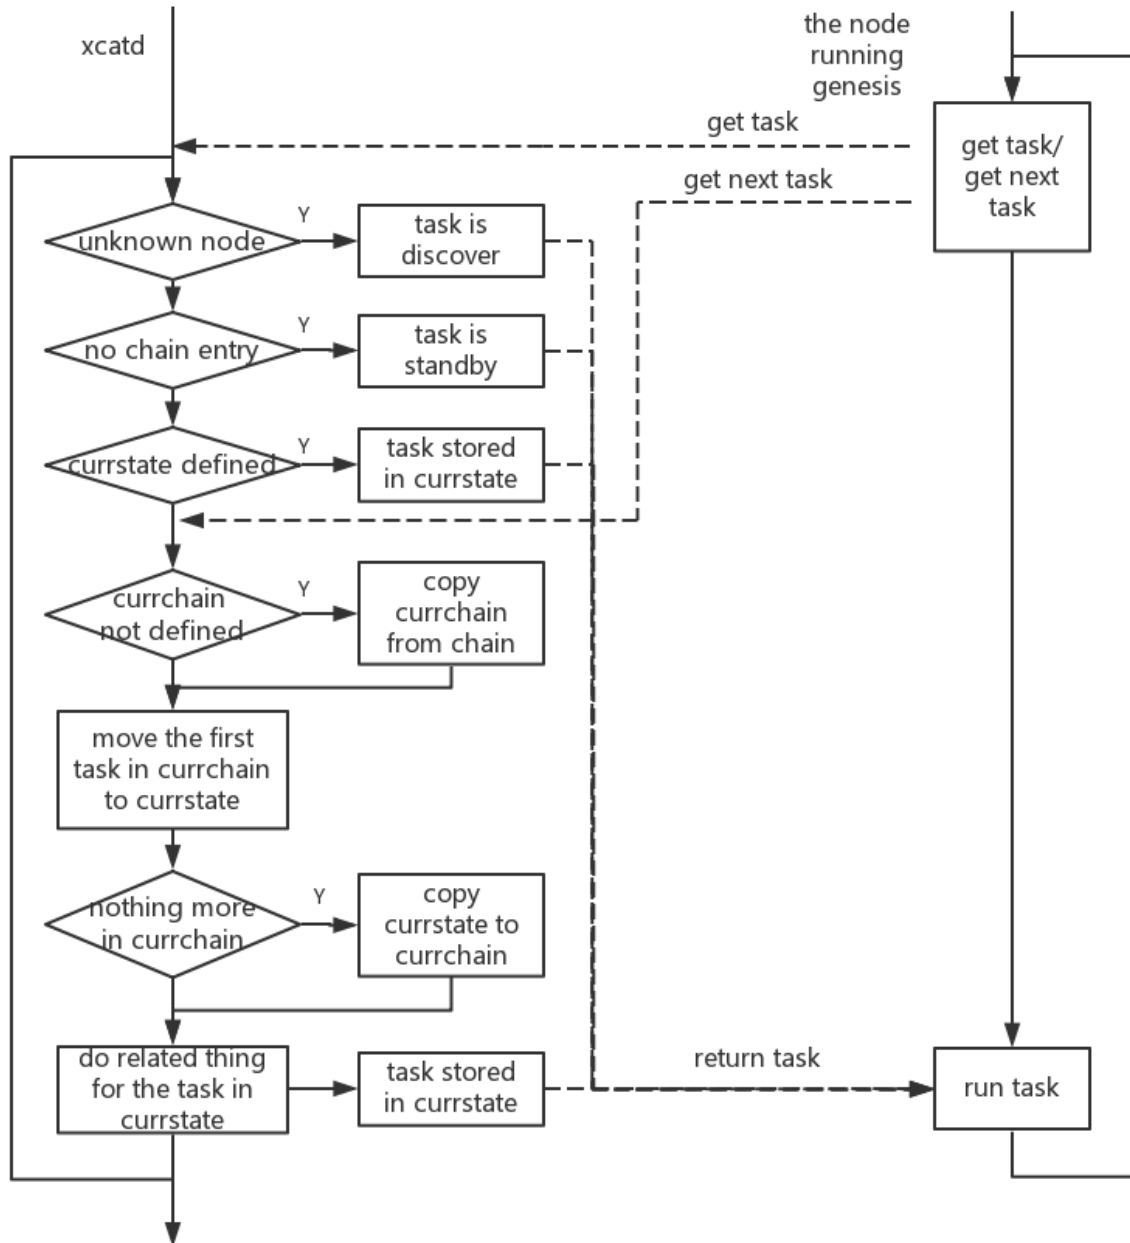 xcatd
the node
running
genesis
get task
get task/
get next
task
get next task
unknown node
Y
task is
discover
no chain entry
Y
task is
standby
currstate defined
Y
task stored
in currstate
currchain
not defined
Y
copy
currchain
from chain
move the first
task in currchain
to currstate
nothing more
in currchain
Y
copy
currstate to
currchain
do related thing
for the task in
currstate
task stored
in currstate
return task
run task